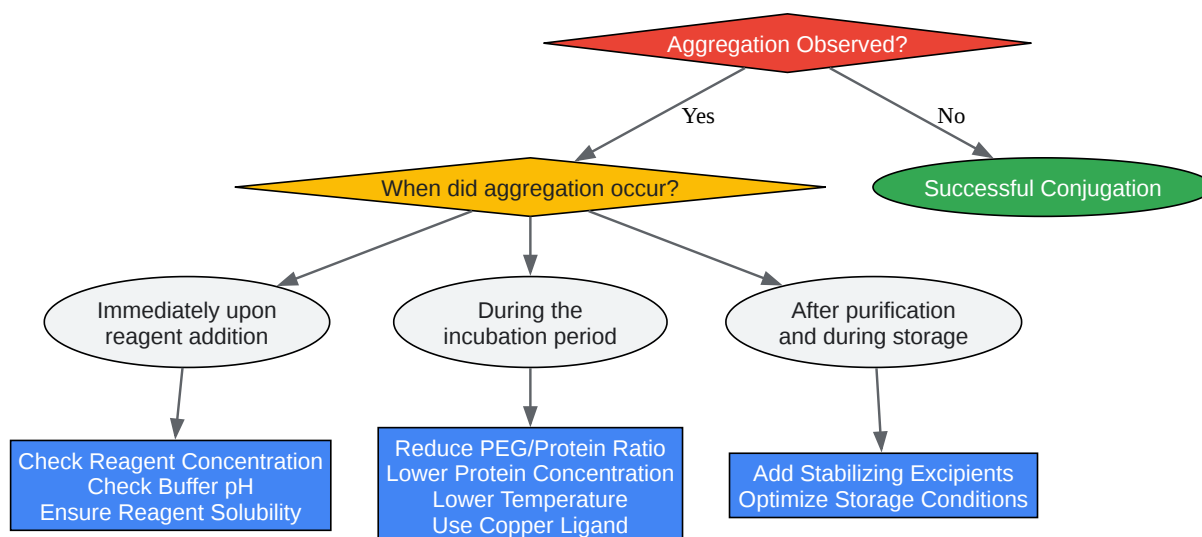 Aggregation Observed?
Yes
No
When did aggregation occur?
Successful Conjugation
Immediately upon
reagent addition
During the
incubation period
After purification
and during storage
Check Reagent Concentration
Check Buffer pH
Ensure Reagent Solubility
Reduce PEG/Protein Ratio
Lower Protein Concentration
Lower Temperature
Use Copper Ligand
Add Stabilizing Excipients
Optimize Storage Conditions